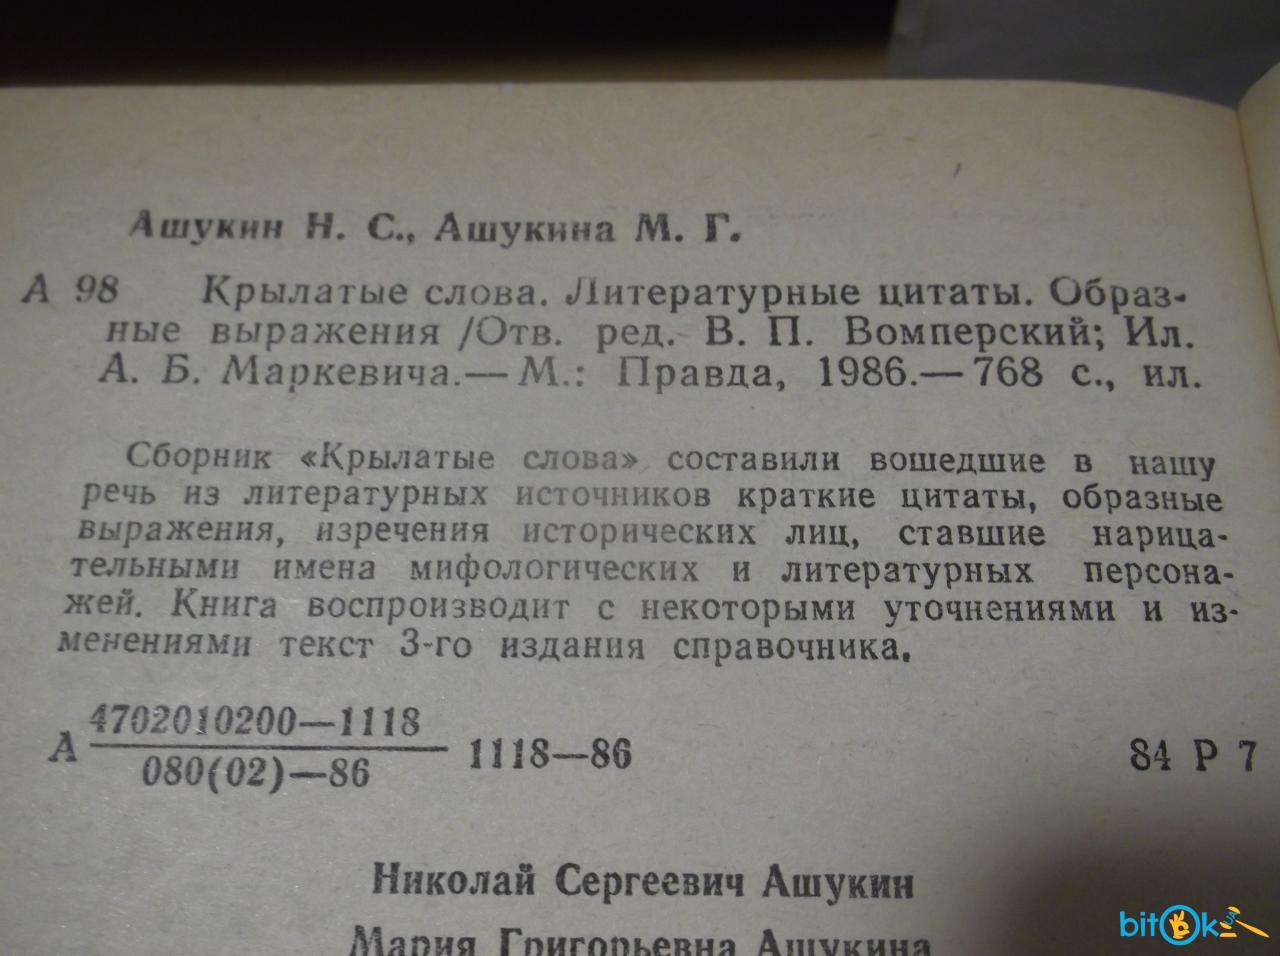 Ашукин Н. С., Ашукина М. Г.
А 98 Крылатые слова. Литературные цитаты. Образ-
ные выражения /Отв. ред. В. П. Вомперский; Ил.
А. Б. Маркевича.— М.: Правда, 1986.— 768 с., ил.
Сборник «Крылатые слова» составили вошедшие в нашу
речь из литературных источников краткие цитаты, образные
выражения, изречения исторических лиц, ставшие нарица-
тельными имена мифологических и литературных персона-
жей. Книга воспроизводит с некоторыми уточнениями и из-
менениями текст 3-го издания справочника.
4702010200—1118
А 1118—86 84 Р 7
080(02)—86
Николай Сергеевич Ашукин
Мария Григорьевна Ашукина
bitOk UA